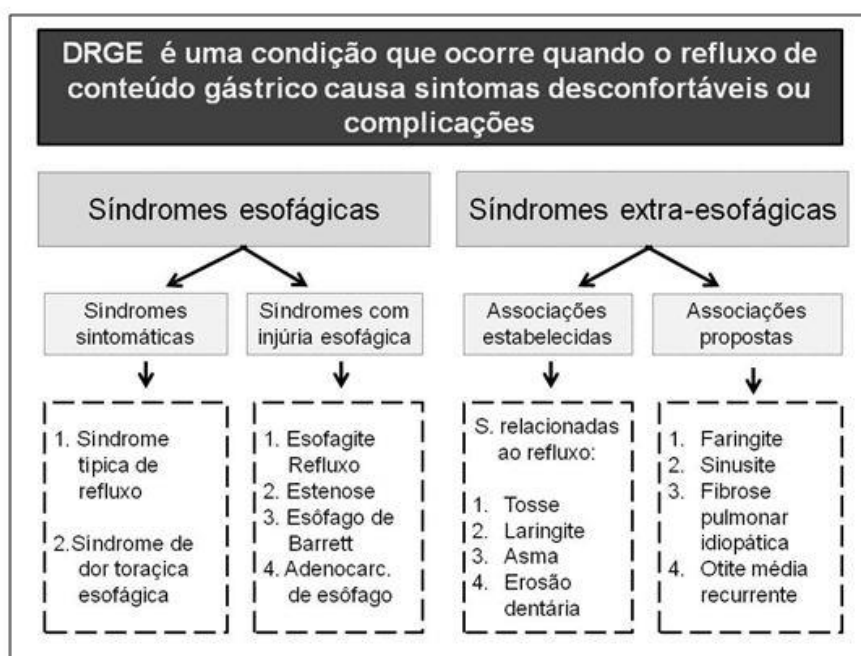 DRGE é uma condição que ocorre quando o refluxo de
conteúdo gástrico causa sintomas desconfortáveis ou
complicações
Síndromes esofágicas
Síndromes extra-esofágicas
Síndromes
sintomáticas
Síndromes com
injúria esofágica
Associações
estabelecidas
Associações
propostas
1. Síndrome
típica de
refluxo
2.Síndrome de
dor toraçica
esofágica
1. Esofagite
Refluxo
2. Estenose
3. Esôfago de
Barrett
4. Adenocarc.
de esôfago
S. relacionadas
ao refluxo:
1. Tosse
2. Laringite
3. Asma
4. Erosão
dentária
1. Faringite
2. Sinusite
3. Fibrose
pulmonar
idiopática
4. Otite média
recurrente